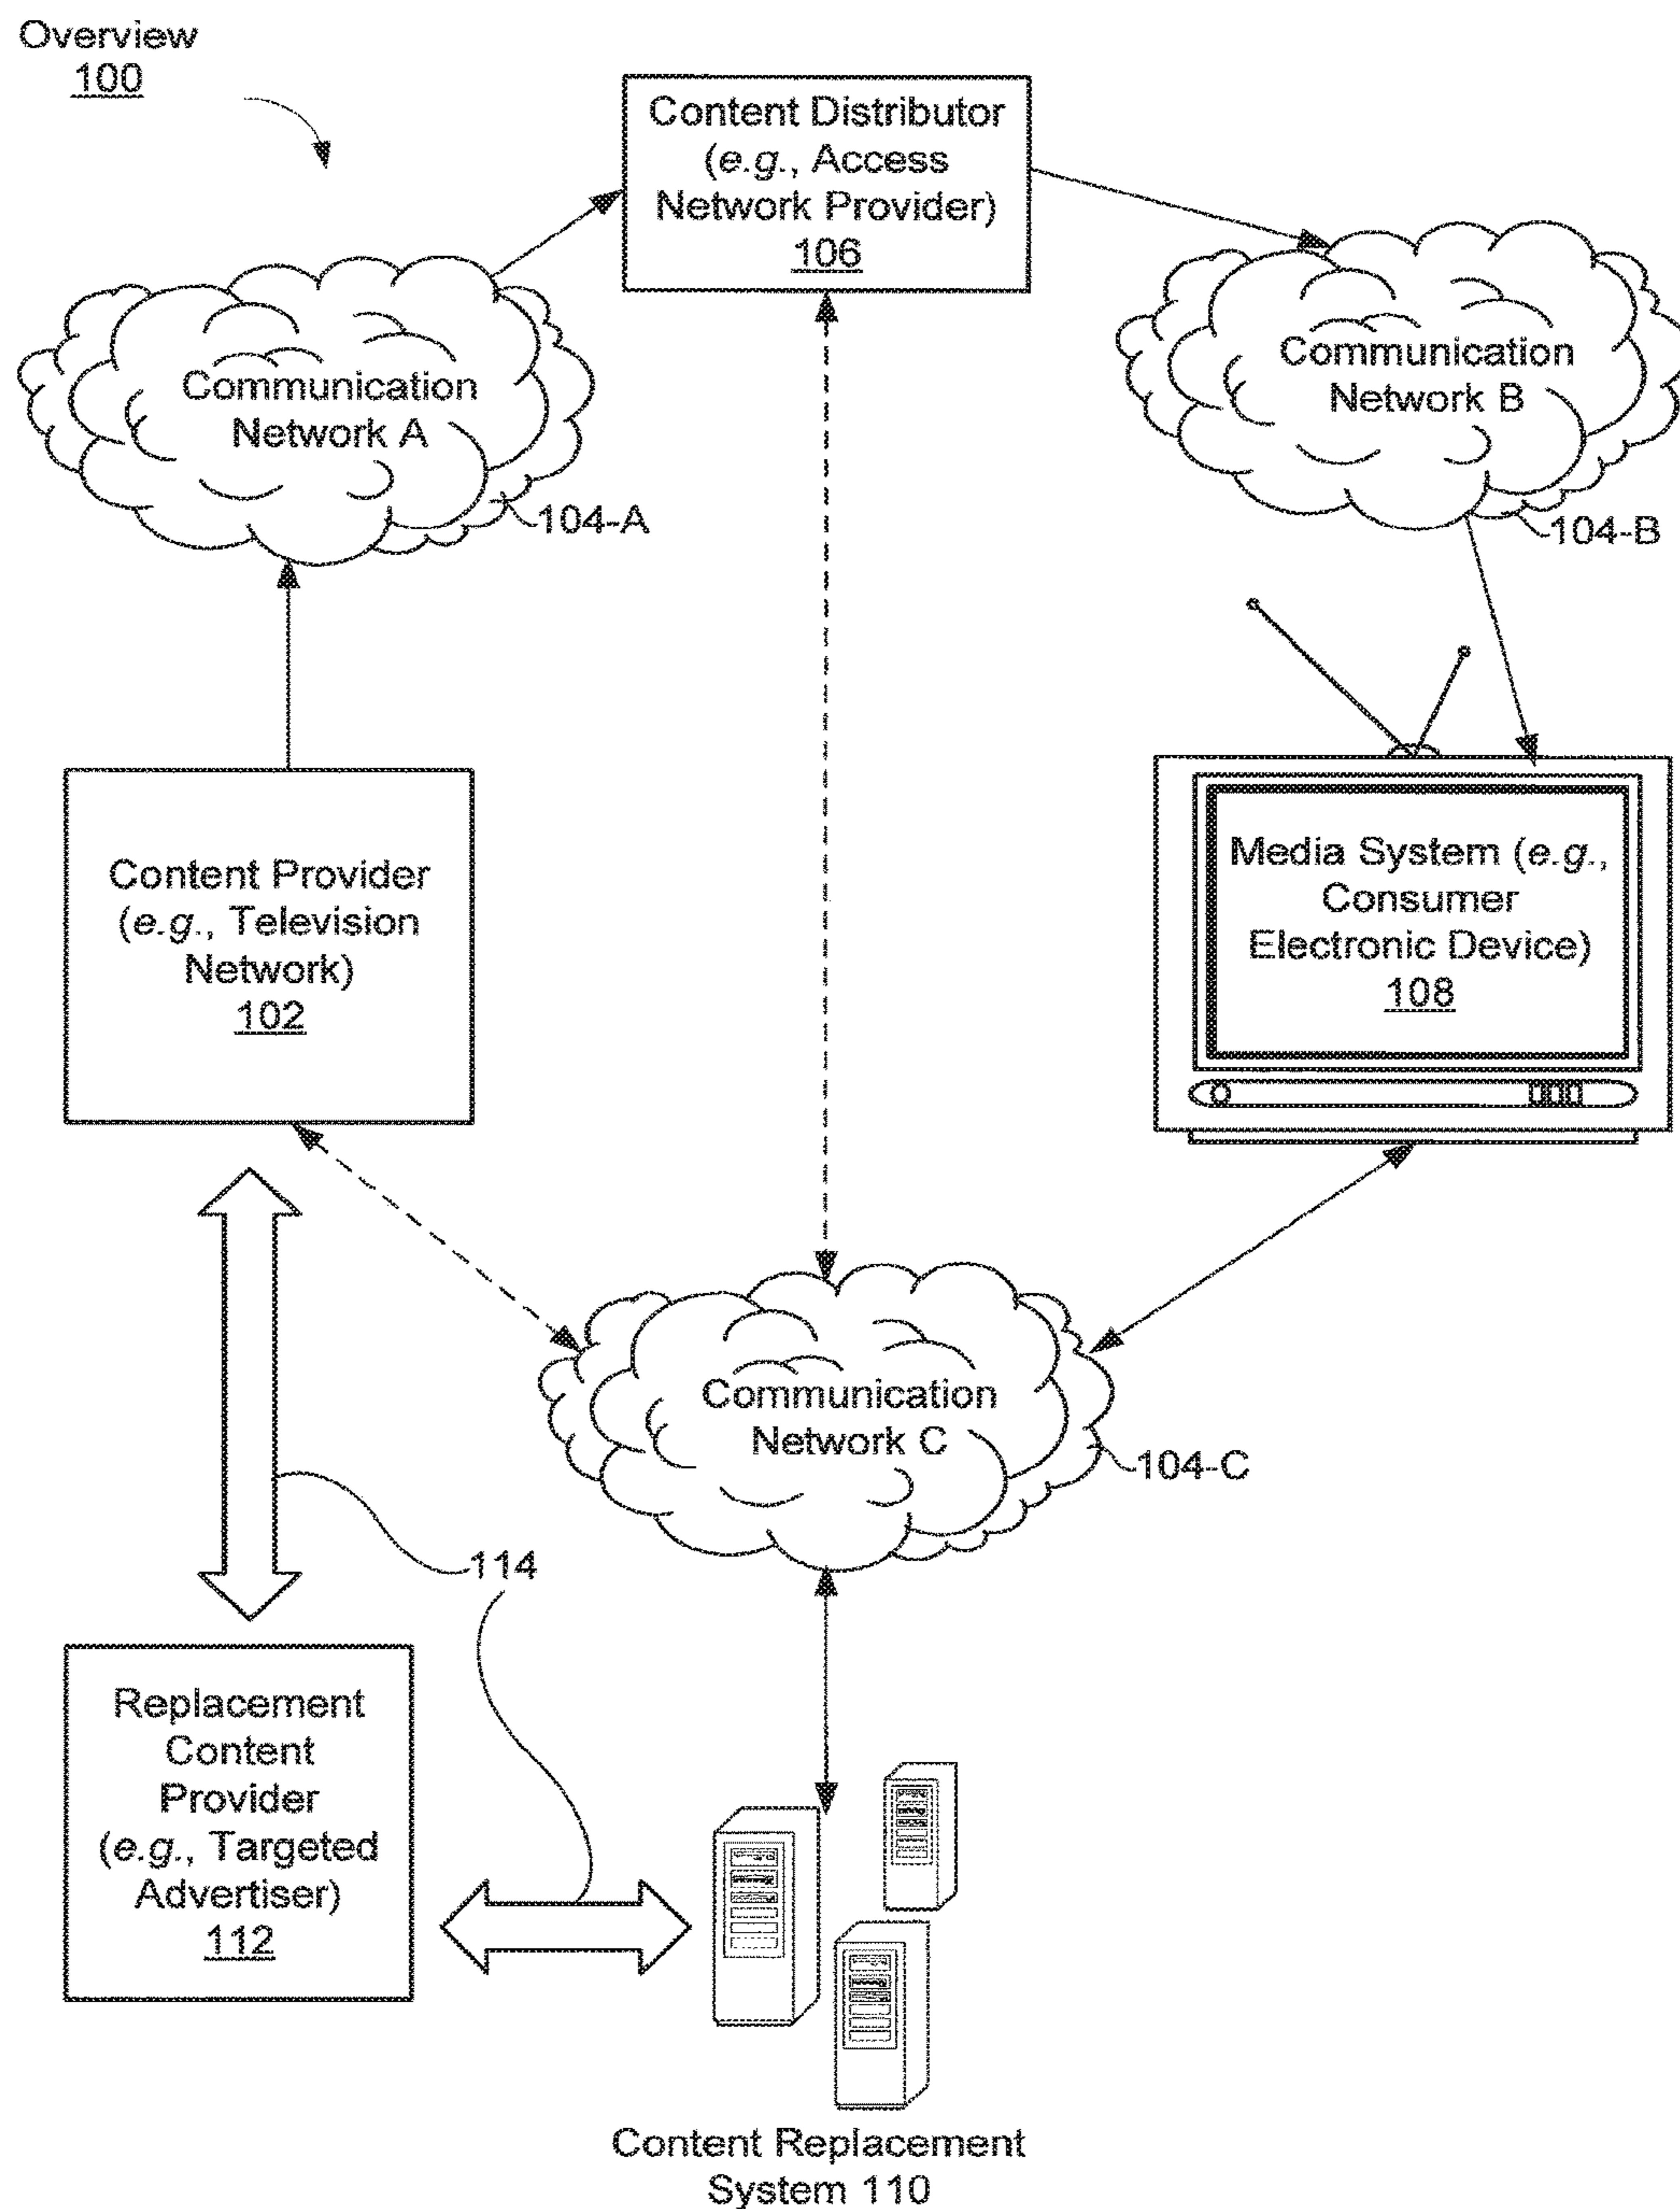 Overview
100
Content Distributor
(e.g., Access
Network Provider)
106
Communication
Network A
104-A
Communication
Network B
104-B
Content Provider
(e.g., Television
Network)
102
Media System (e.g.,
Consumer
Electronic Device)
108
Communication
Network C
104-C
114
Replacement
Content
Provider
(e.g., Targeted
Advertiser)
112
Content Replacement
System 110